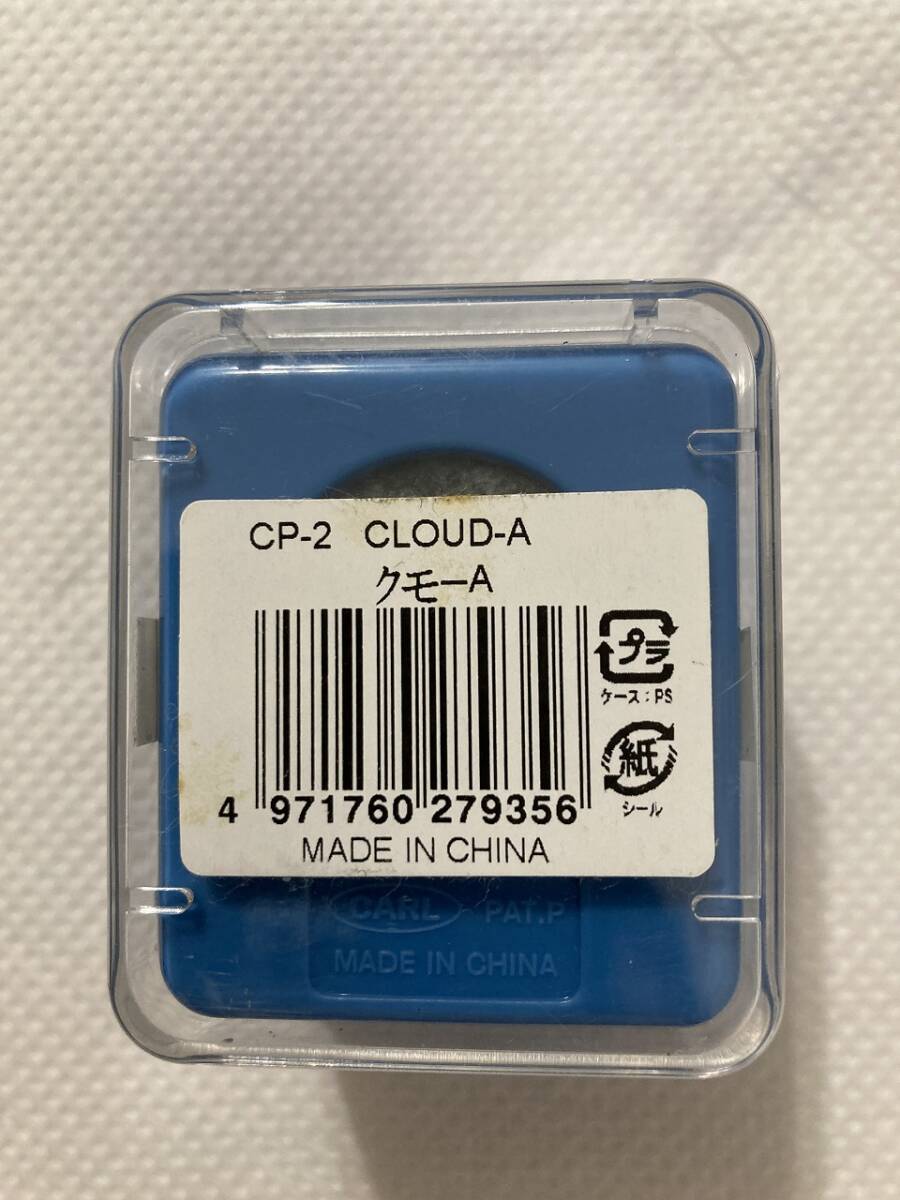 CP-2 CLOUD-A
クモーA
プラ
ケース:PS
紙
シール
4 971760 279356
MADE IN CHINA
CARL PAT.P
MADE IN CHINA